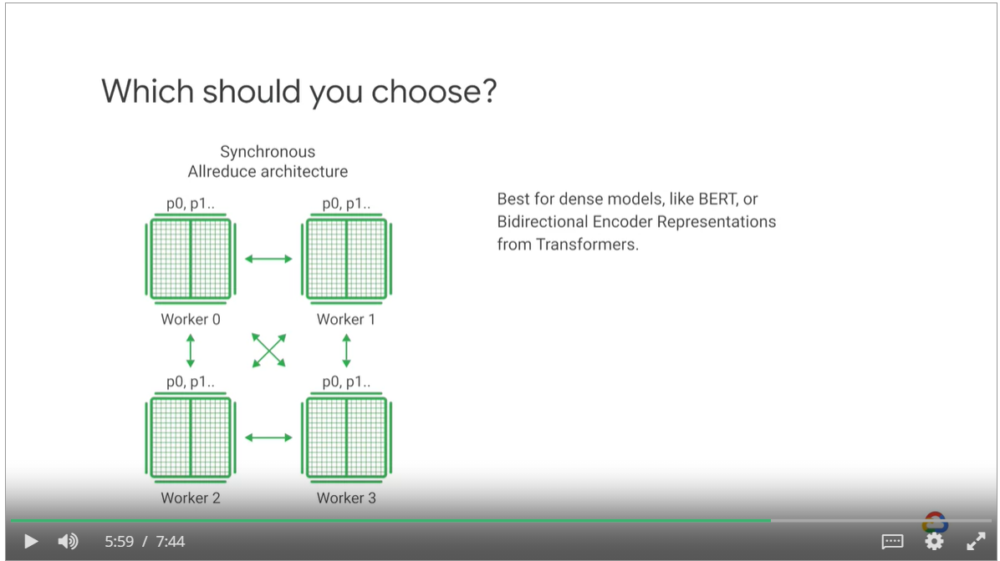 Which should you choose?
Synchronous
Allreduce architecture
p0, p1..
p0, p1..
Worker 0
Worker 1
p0, p1..
p0, p1..
Worker 2
Worker 3
Best for dense models, like BERT, or
Bidirectional Encoder Representations
from Transformers.
5:59 / 7:44